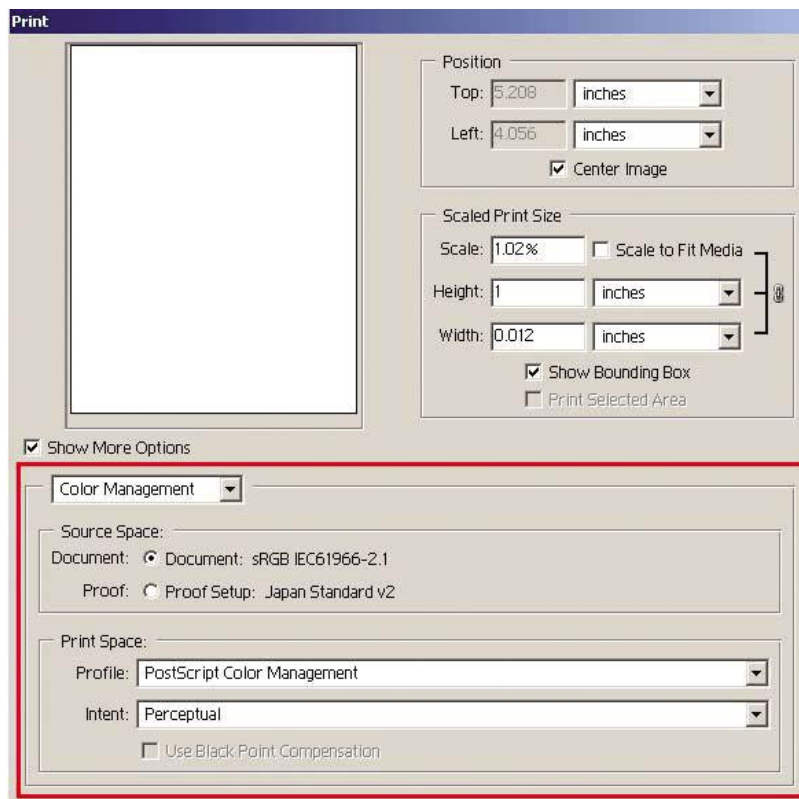 Print
Position
Top: 5.208 inches
Left: 4.056 inches
Center Image
Scaled Print Size
Scale: 1.02% Scale to Fit Media
Height: 1 inches
Width: 0.012 inches
Show Bounding Box
Print Selected Area
Show More Options
Color Management
Source Space:
Document: Document: sRGB IEC61966-2.1
Proof: Proof Setup: Japan Standard v2
Print Space:
Profile: PostScript Color Management
Intent: Perceptual
Use Black Point Compensation